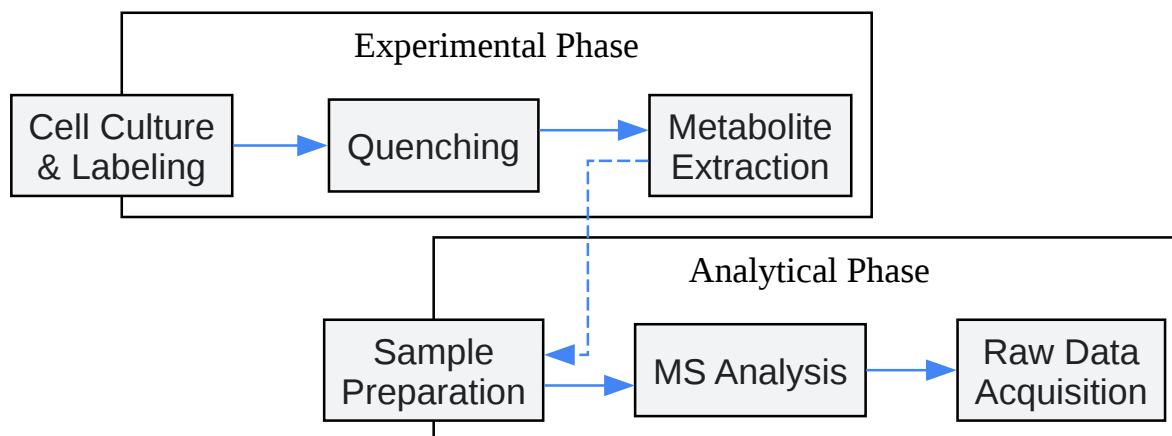 Experimental Phase
Cell Culture
& Labeling
Quenching
Metabolite
Extraction
Analytical Phase
Sample
Preparation
MS Analysis
Raw Data
Acquisition